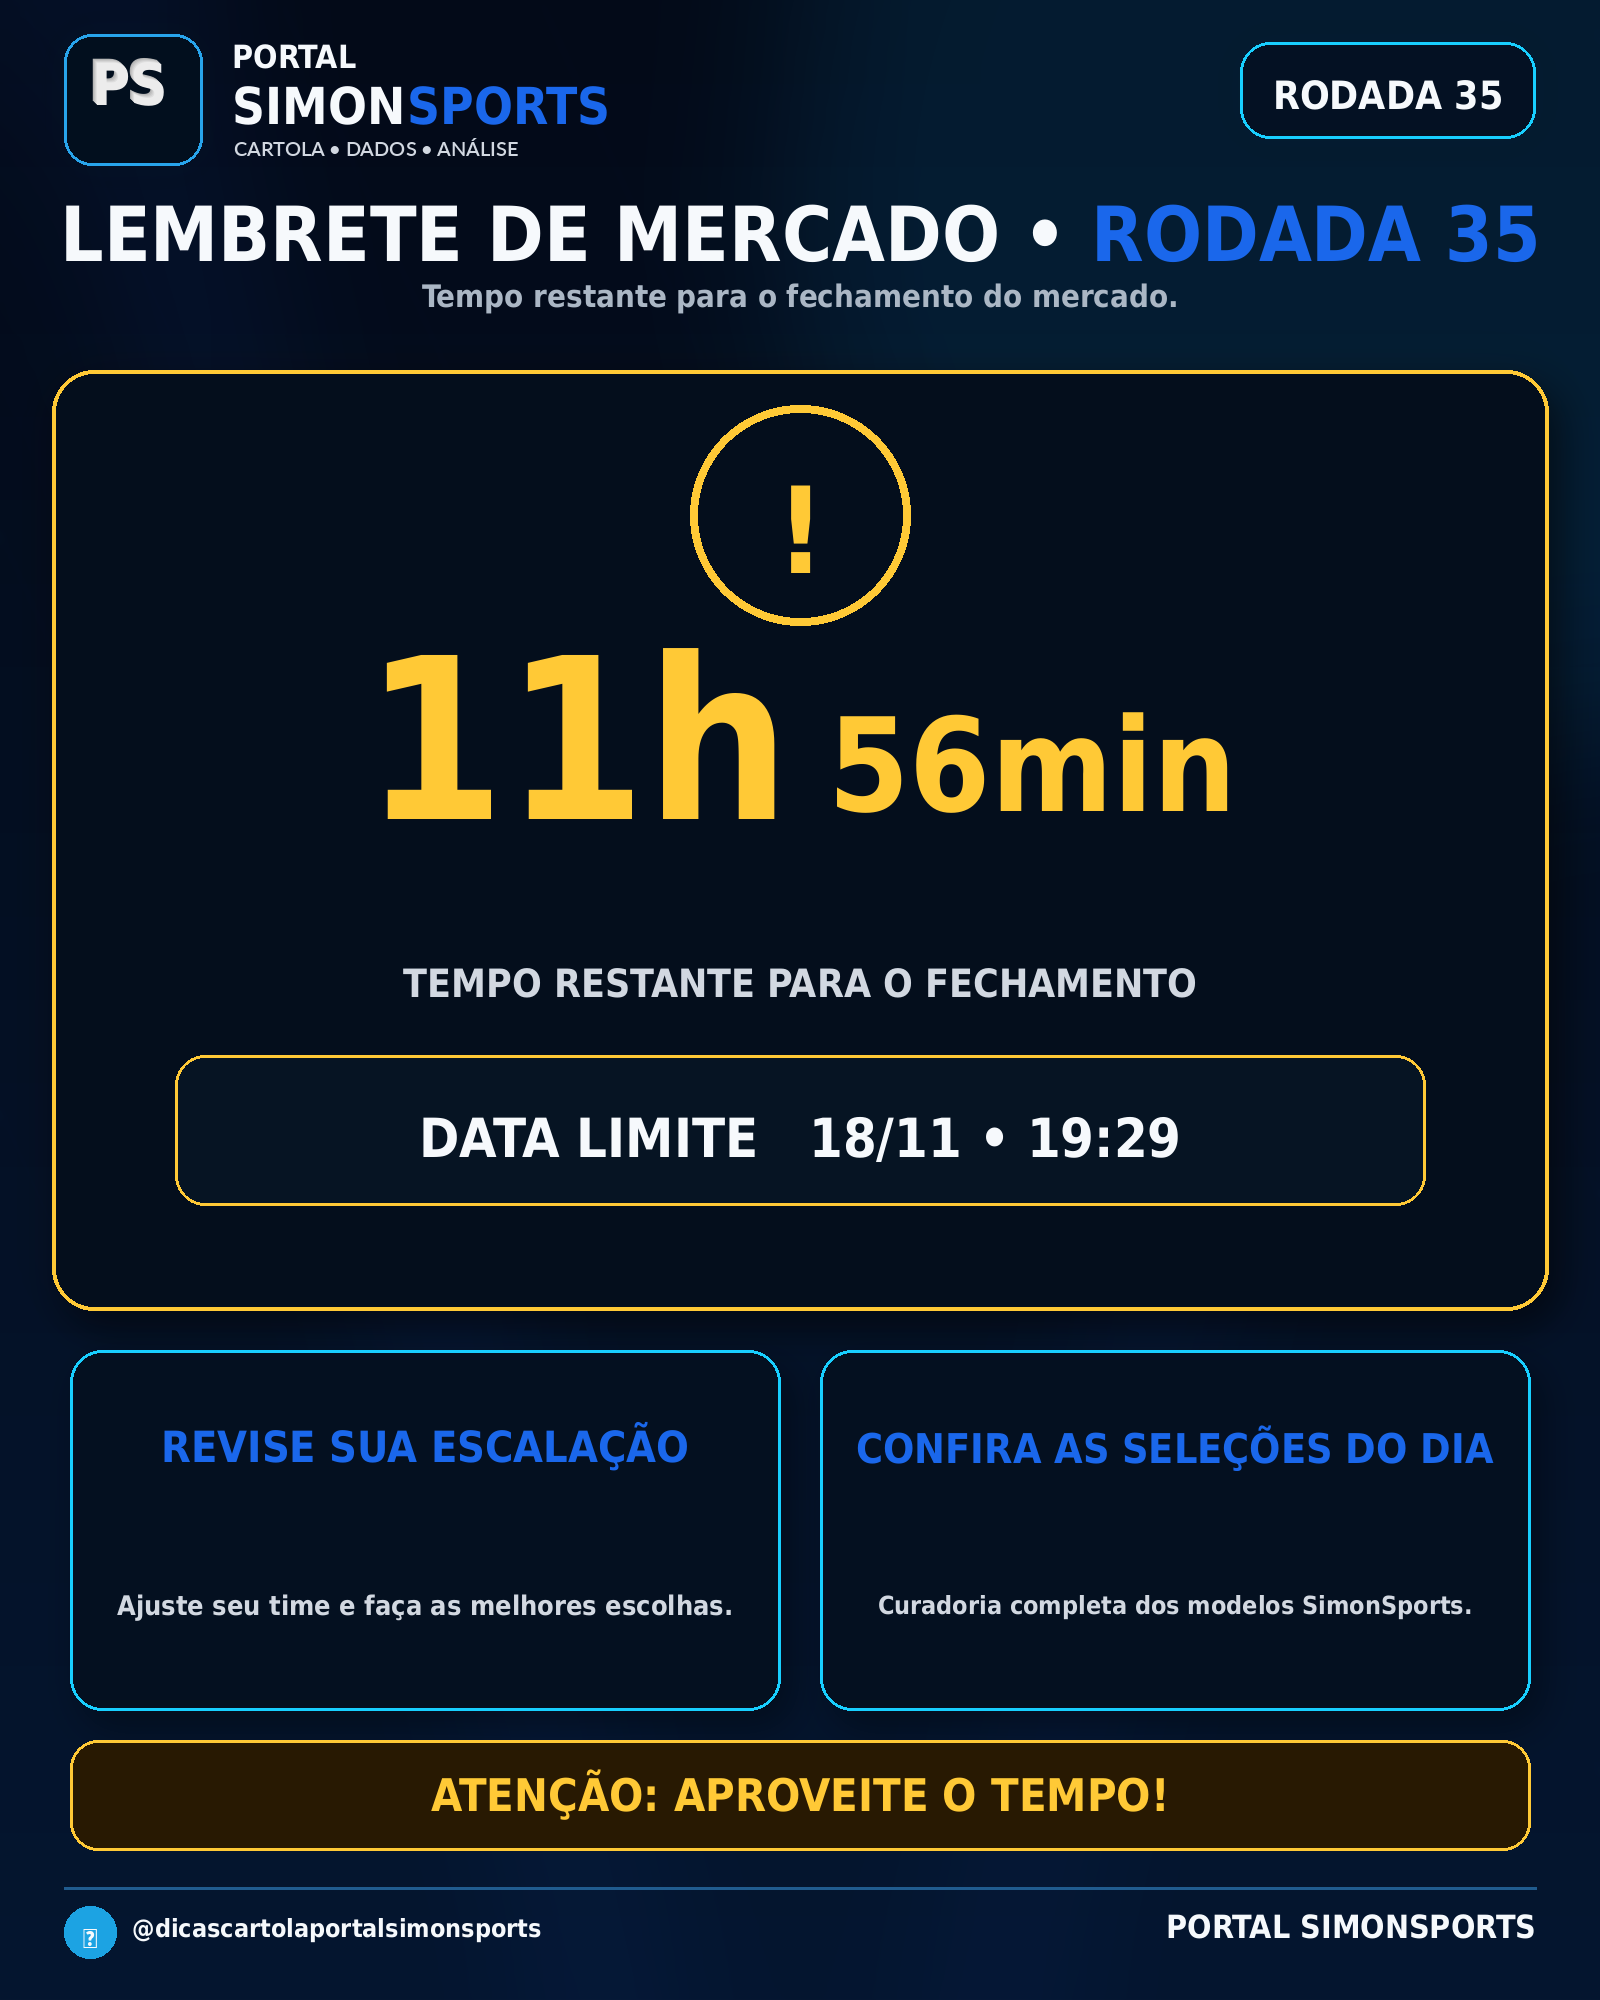 PS
PORTAL
SIMONSPORTS
CARTOLA • DADOS • ANÁLISE
RODADA 35
LEMBRETE DE MERCADO • RODADA 35
Tempo restante para o fechamento do mercado.
!
11h 56min
TEMPO RESTANTE PARA O FECHAMENTO
DATA LIMITE 18/11 • 19:29
REVISE SUA ESCALAÇÃO
Ajuste seu time e faça as melhores escolhas.
CONFIRA AS SELEÇÕES DO DIA
Curadoria completa dos modelos SimonSports.
ATENÇÃO: APROVEITE O TEMPO!
@dicascartolaportalsimonsports
PORTAL SIMONSPORTS